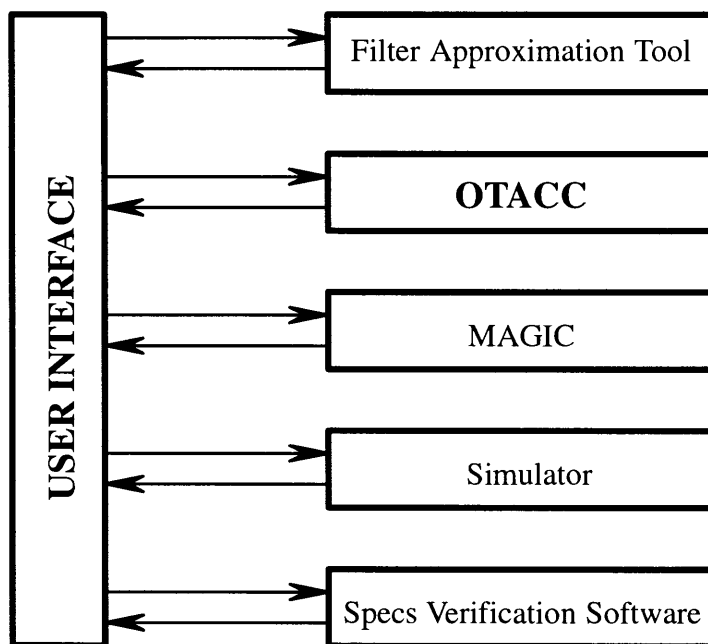 USER INTERFACE
Filter Approximation Tool
OTACC
MAGIC
Simulator
Specs Verification Software